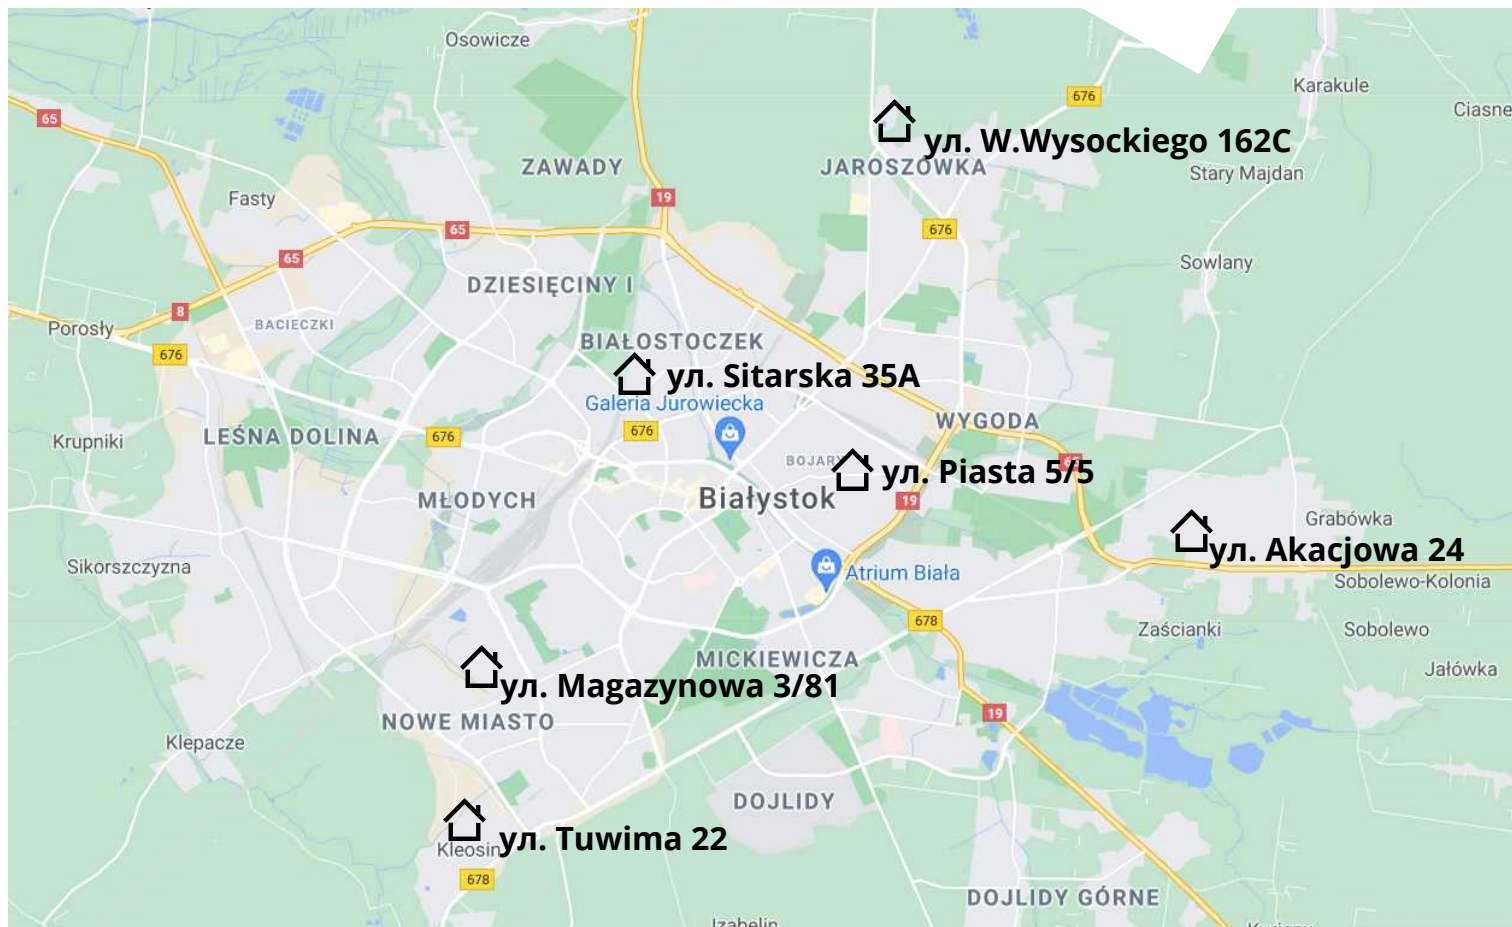 Osowicze
676
Karakule
65
Ciasne
ул. W.Wysockiego 162C
ZAWADY
JAROSZÓWKA
Stary Majdan
Fasty
19
65
676
65
Sowlany
DZIESIĘCINY I
8
BACIECZKI
Porosły
BIAŁOSTOCZEK
676
ул. Sitarska 35A
Galeria Jurowiecka
WYGODA
Krupniki
LEŚNA DOLINA
676
676
BOJARY
ул. Piasta 5/5
MŁODYCH
Białystok
19
Grabówka
ул. Akacjowa 24
Sikorszczyzna
Atrium Biała
Sobolewo-Kolonia
678
Zaścianki
Sobolewo
MICKIEWICZA
Jałówka
ул. Magazynowa 3/81
19
NOWE MIASTO
Klepacze
DOJLIDY
ул. Tuwima 22
Kleosin
678
DOJLIDY GÓRNE
Izabelin